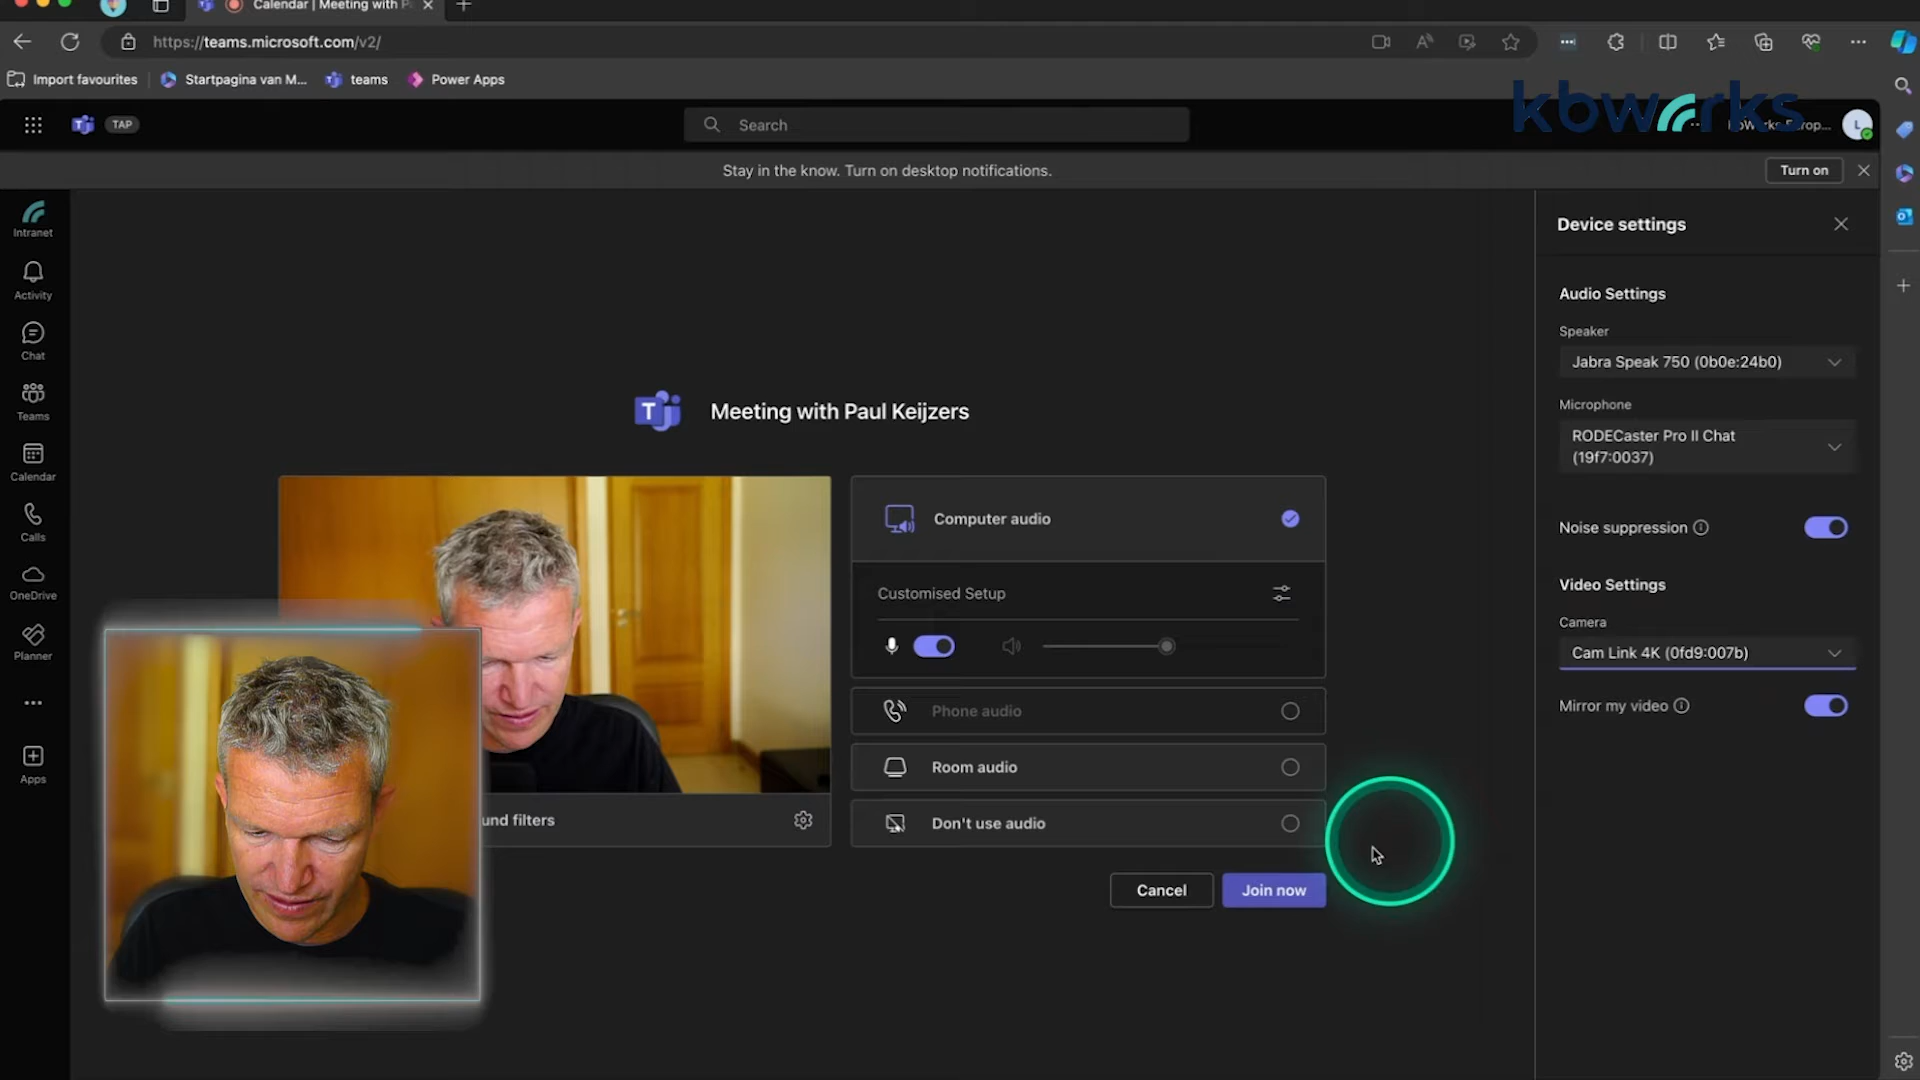 Calendar | Meeting with P
https://teams.microsoft.com/v2/
Import favourites
Startpagina van M...
teams
Power Apps
kbworks
TAP
Search
L
Stay in the know. Turn on desktop notifications.
Turn on
Intranet
Activity
Chat
Teams
Calendar
Calls
OneDrive
Planner
Apps
Meeting with Paul Keijzers
Computer audio
Customised Setup
Phone audio
Room audio
Don't use audio
und filters
Cancel
Join now
Device settings
Audio Settings
Speaker
Jabra Speak 750 (0b0e:24b0)
Microphone
RODECaster Pro II Chat
(19f7:0037)
Noise suppression
Video Settings
Camera
Cam Link 4K (0fd9:007b)
Mirror my video